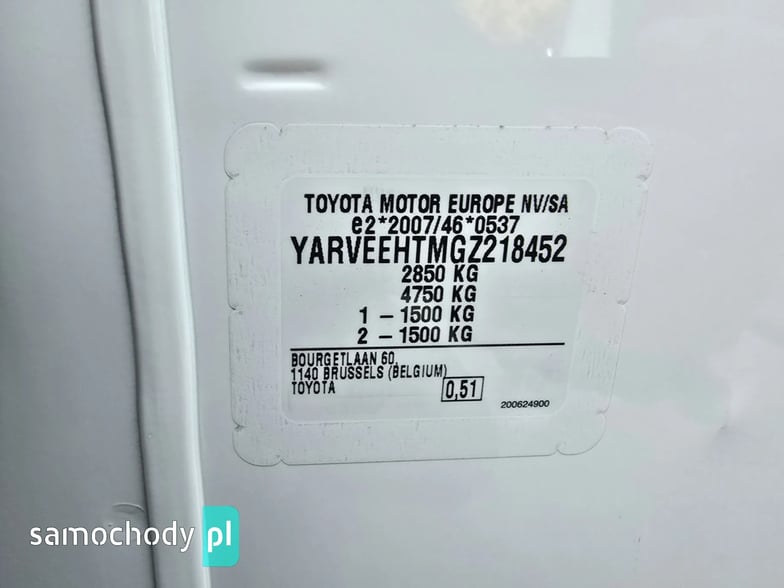 TOYOTA MOTOR EUROPE NV/SA
e2*2007/46*0537
YARVEEHTMGZ218452
2850 KG
4750 KG
1 - 1500 KG
2 - 1500 KG
BOURGETLAAN 60,
1140 BRUSSELS (BELGIUM)
TOYOTA
0,51
200624900
samochody pl